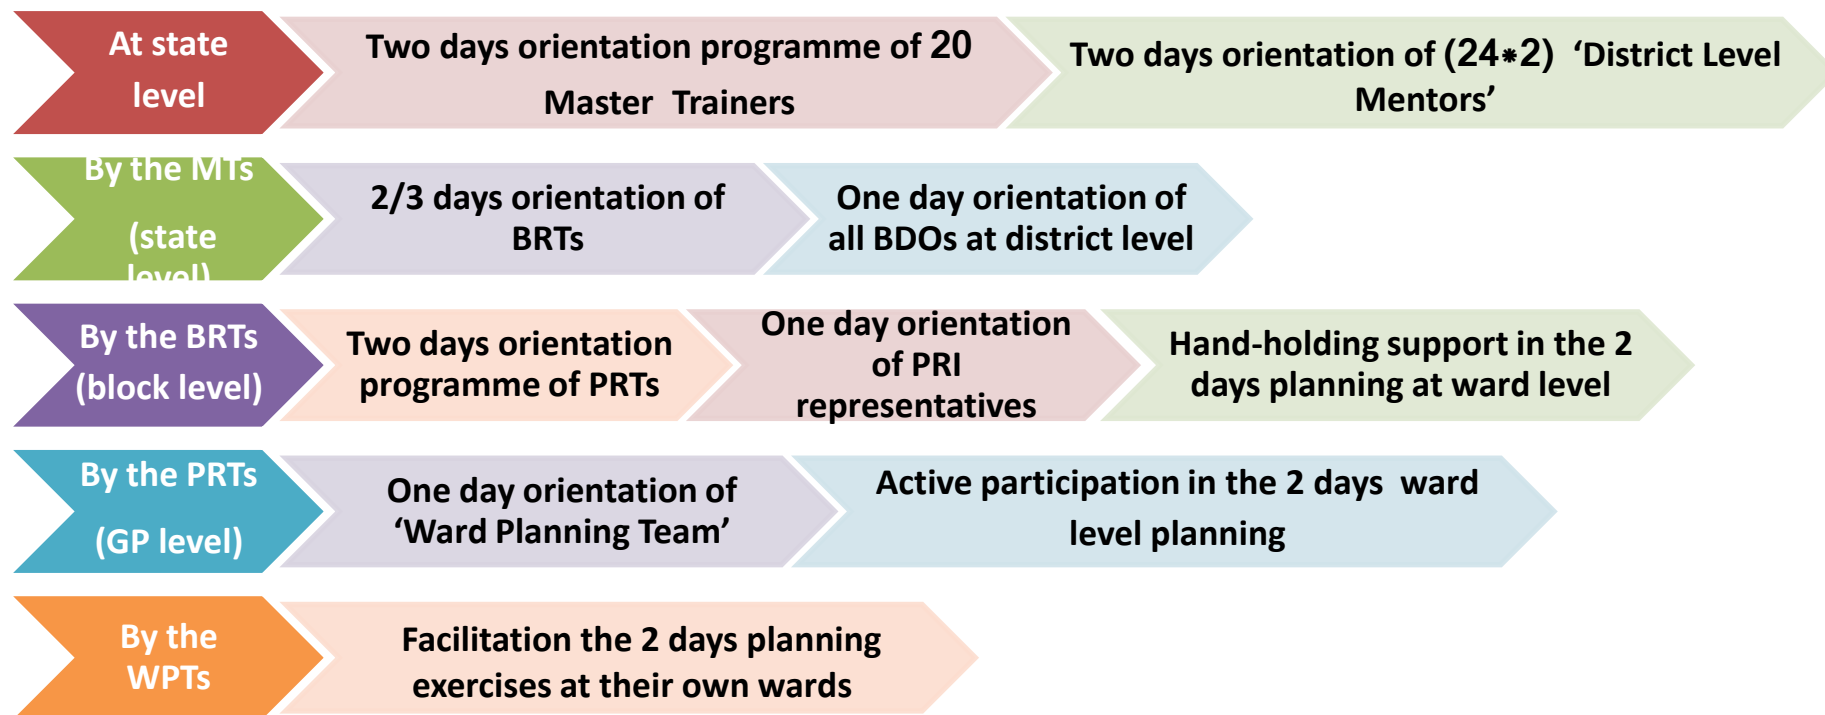 At state
level
Two days orientation programme of 20
Master Trainers
Two days orientation of (24*2) ‘District Level
Mentors’
By the MTs
(state
level)
2/3 days orientation of
BRTs
One day orientation of
all BDOs at district level
By the BRTs
(block level)
Two days orientation
programme of PRTs
One day orientation
of PRI
representatives
Hand-holding support in the 2
days planning at ward level
By the PRTs
(GP level)
One day orientation of
‘Ward Planning Team’
Active participation in the 2 days ward
level planning
By the
WPTs
Facilitation the 2 days planning
exercises at their own wards